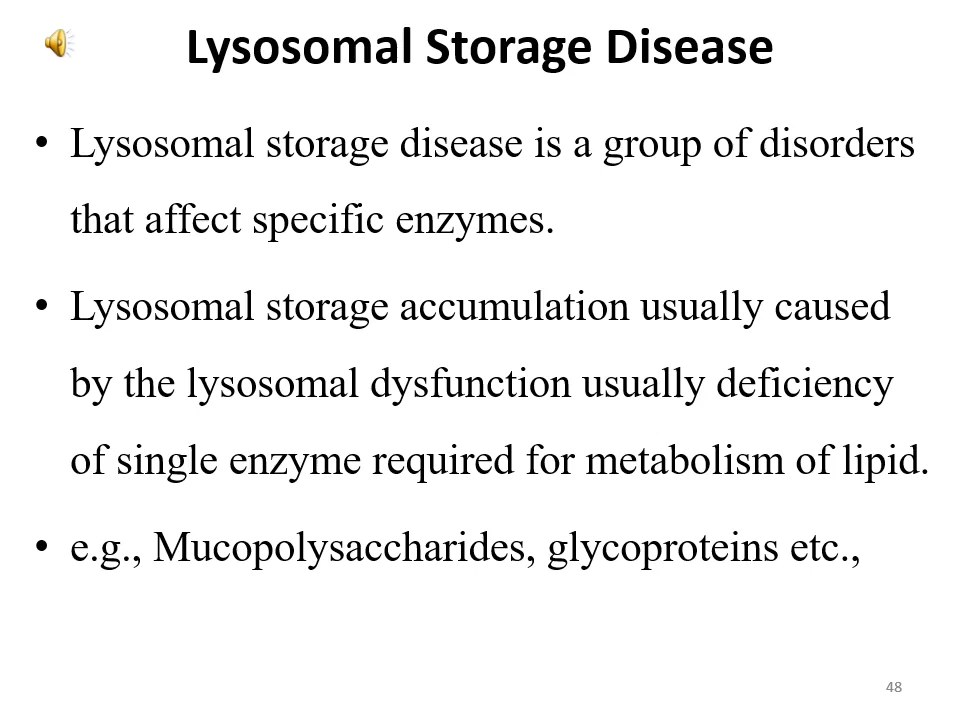 Lysosomal Storage Disease
• Lysosomal storage disease is a group of disorders
that affect specific enzymes.
• Lysosomal storage accumulation usually caused
by the lysosomal dysfunction usually deficiency
of single enzyme required for metabolism of lipid.
• e.g., Mucopolysaccharides, glycoproteins etc.,
48